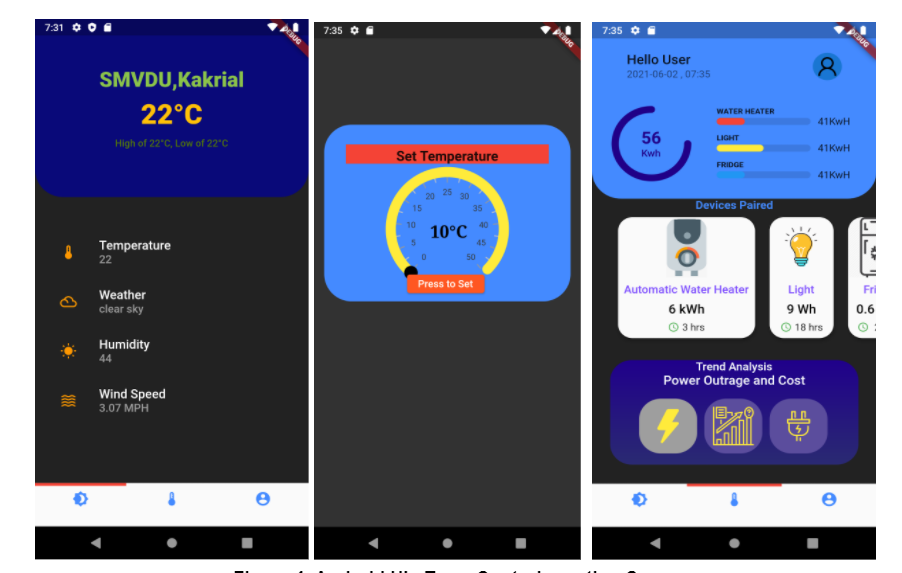 7:31
DEBUG
SMVDU,Kakrial
22°C
High of 22°C, Low of 22°C
Temperature
22
Weather
clear sky
Humidity
44
Wind Speed
3.07 MPH
7:35
DEBUG
Set Temperature
0
5
10
15
20
25
30
35
40
45
50
10°C
Press to Set
7:35
DEBUG
Hello User
2021-06-02 , 07:35
56
Kwh
WATER HEATER
41KwH
LIGHT
41KwH
FRIDGE
41KwH
Devices Paired
Automatic Water Heater
6 kWh
3 hrs
Light
9 Wh
18 hrs
Fri
0.6
Trend Analysis
Power Outrage and Cost